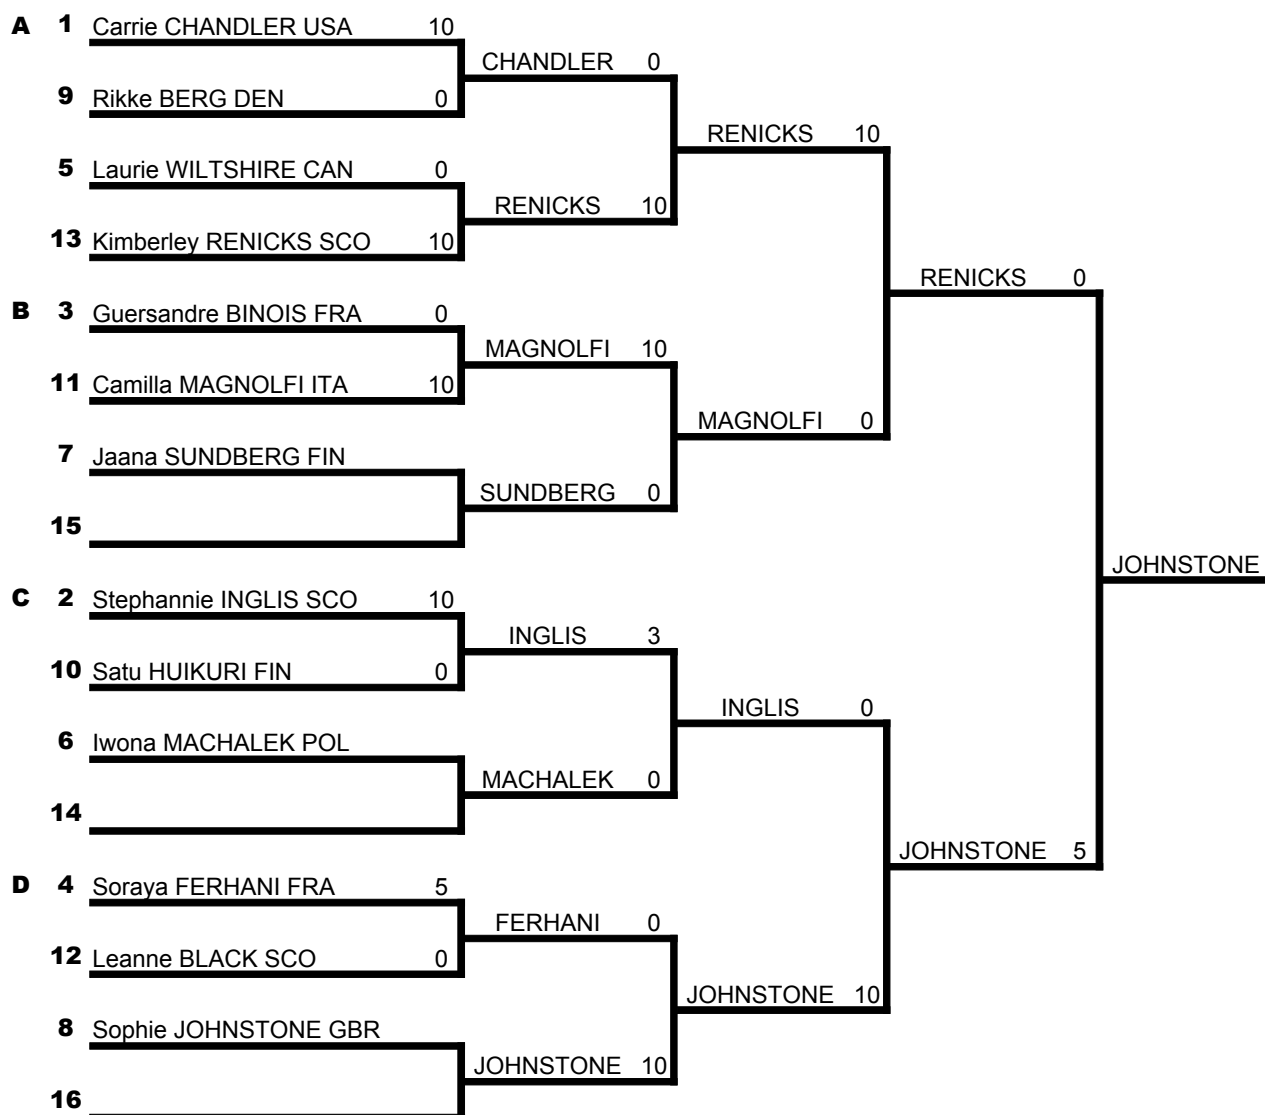 A 1 Carrie CHANDLER USA 10
CHANDLER 0
9 Rikke BERG DEN 0
RENICKS 10
5 Laurie WILTSHIRE CAN 0
RENICKS 10
13 Kimberley RENICKS SCO 10
RENICKS 0
B 3 Guersandre BINOIS FRA 0
MAGNOLFI 10
11 Camilla MAGNOLFI ITA 10
MAGNOLFI 0
7 Jaana SUNDBERG FIN
SUNDBERG 0
15
JOHNSTONE
C 2 Stephannie INGLIS SCO 10
INGLIS 3
10 Satu HUIKURI FIN 0
INGLIS 0
6 Iwona MACHALEK POL
MACHALEK 0
14
JOHNSTONE 5
D 4 Soraya FERHANI FRA 5
FERHANI 0
12 Leanne BLACK SCO 0
JOHNSTONE 10
8 Sophie JOHNSTONE GBR
JOHNSTONE 10
16